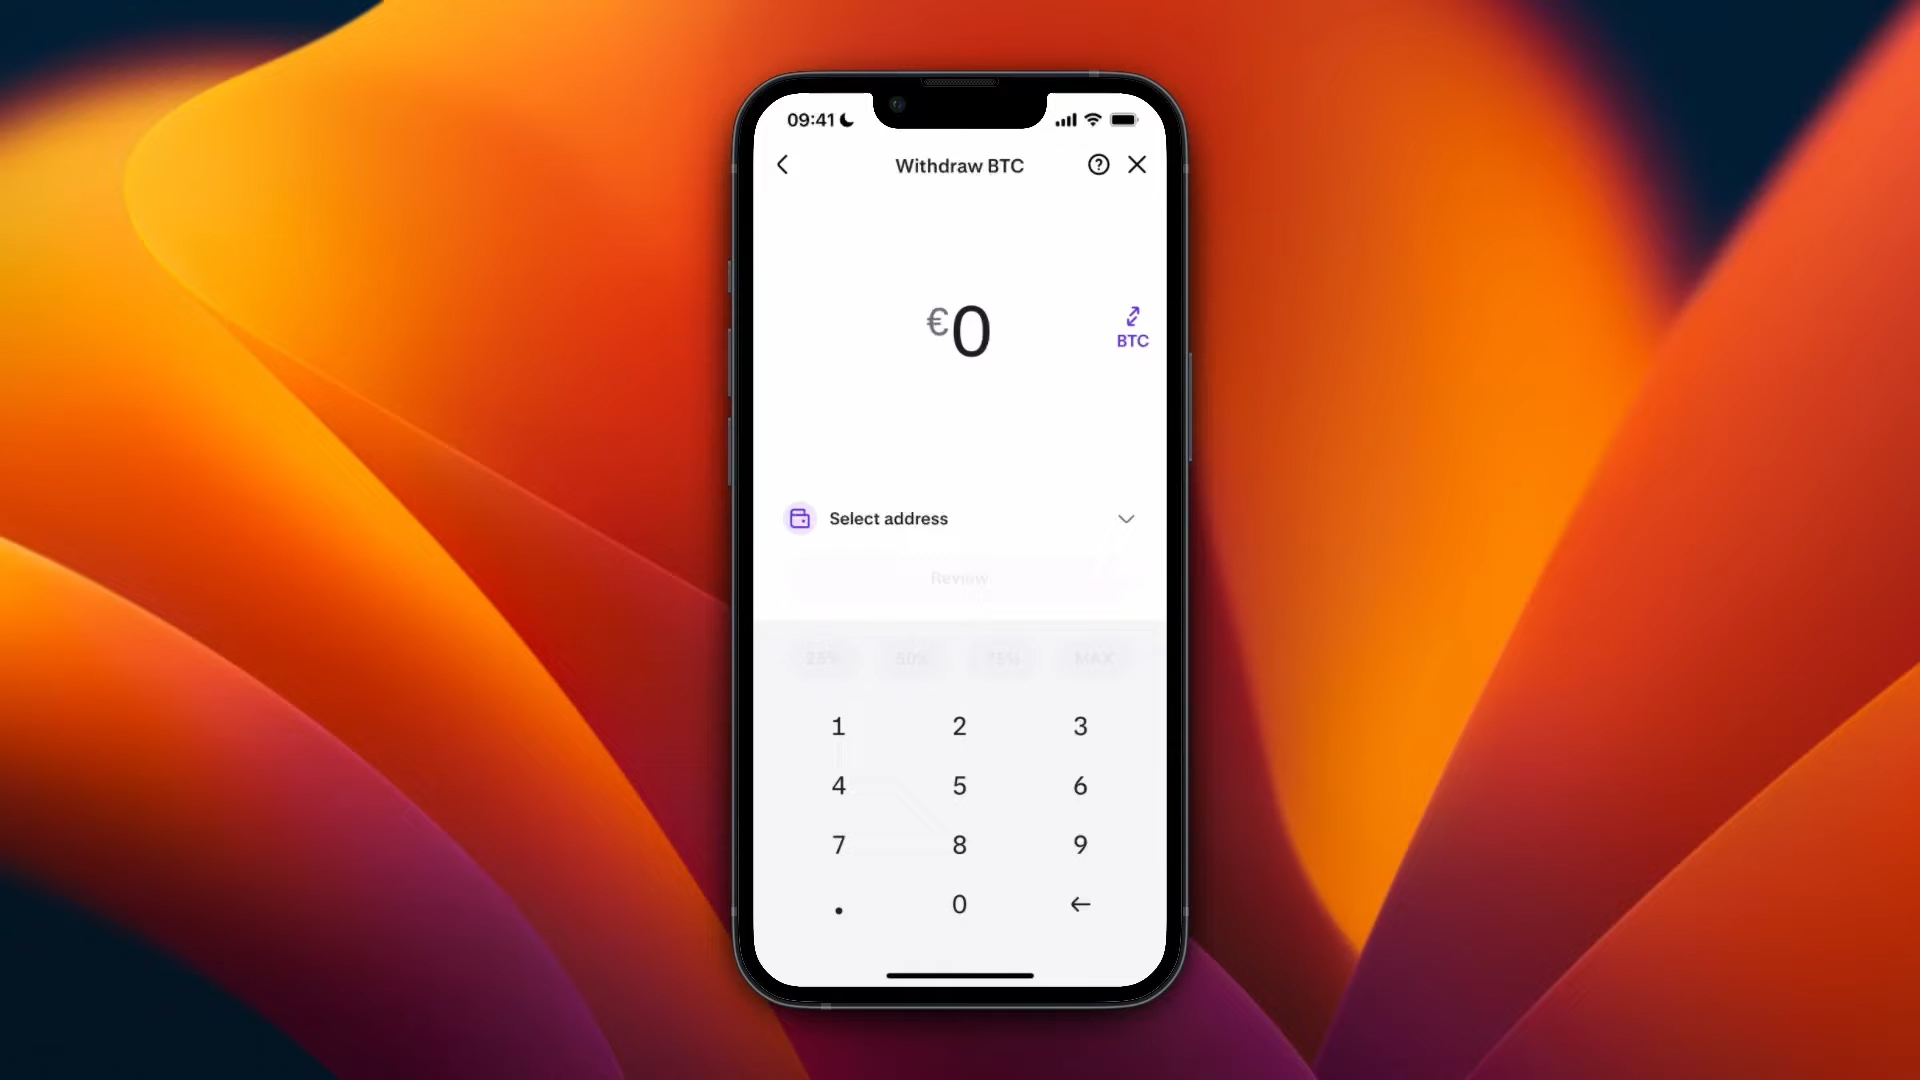 09:41
Withdraw BTC
€0
BTC
Select address
Review
25% 50% 75% MAX
1 2 3
4 5 6
7 8 9
. 0